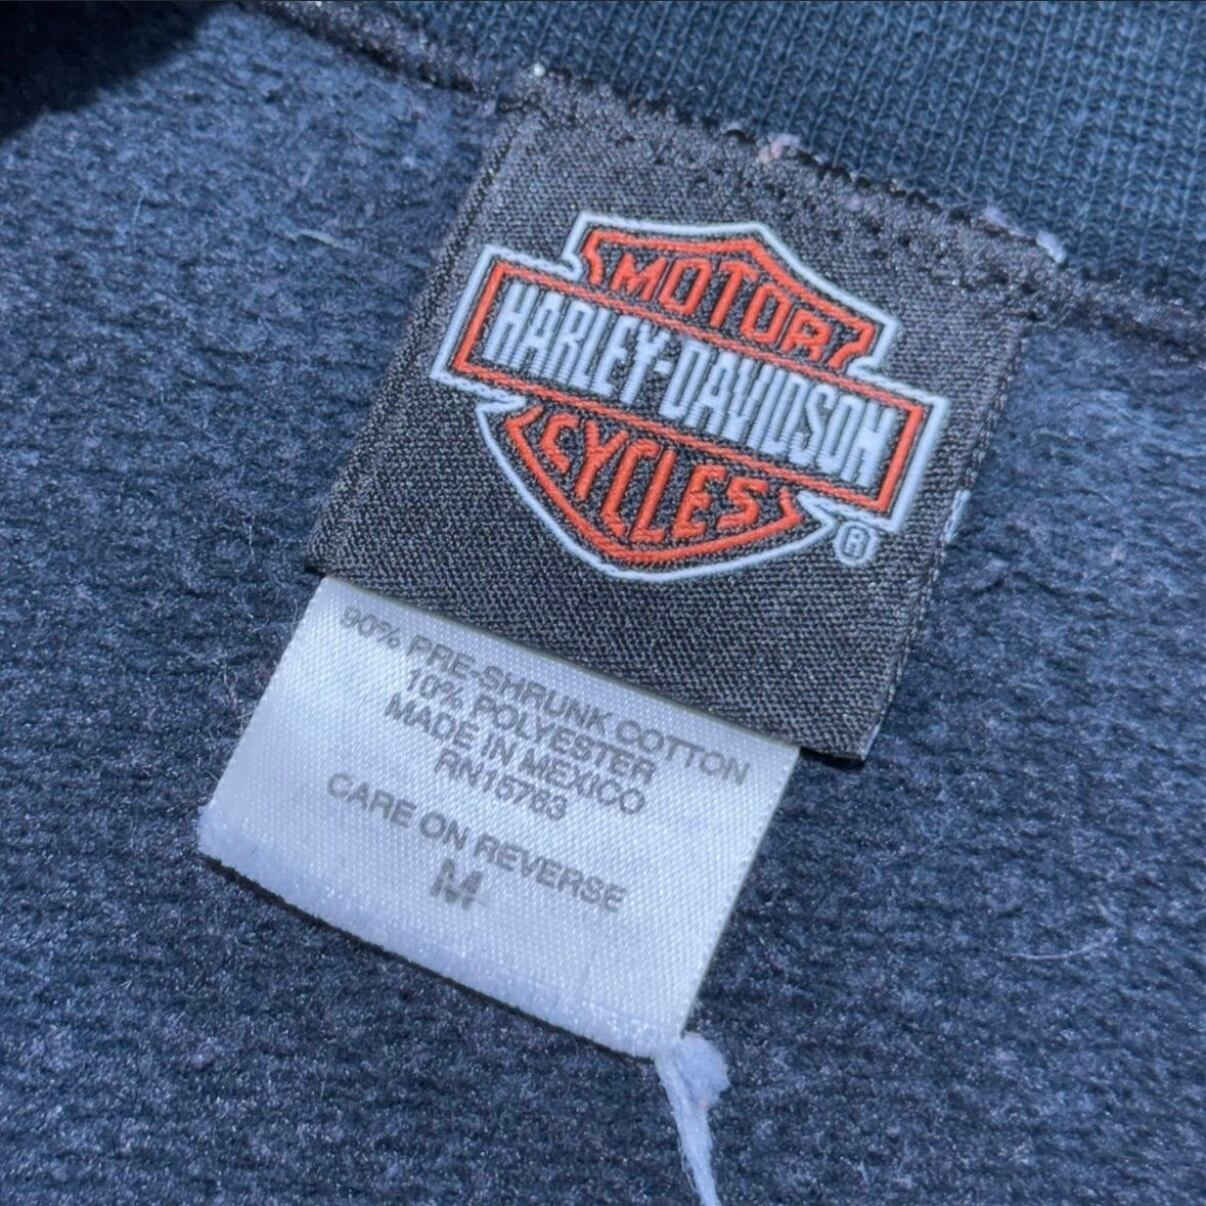 MOTOR
HARLEY-DAVIDSON
CYCLES
®
90% PRE-SHRUNK COTTON
10% POLYESTER
MADE IN MEXICO
RN15763
CARE ON REVERSE
M